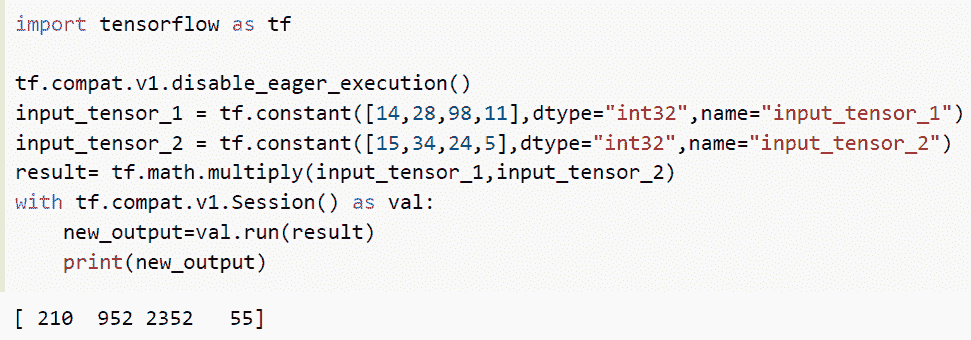 import tensorflow as tf
tf.compat.v1.disable_eager_execution()
input_tensor_1 = tf.constant([14,28,98,11],dtype="int32",name="input_tensor_1")
input_tensor_2 = tf.constant([15,34,24,5],dtype="int32",name="input_tensor_2")
result= tf.math.multiply(input_tensor_1,input_tensor_2)
with tf.compat.v1.Session() as val:
    new_output=val.run(result)
    print(new_output)
[ 210  952 2352   55]